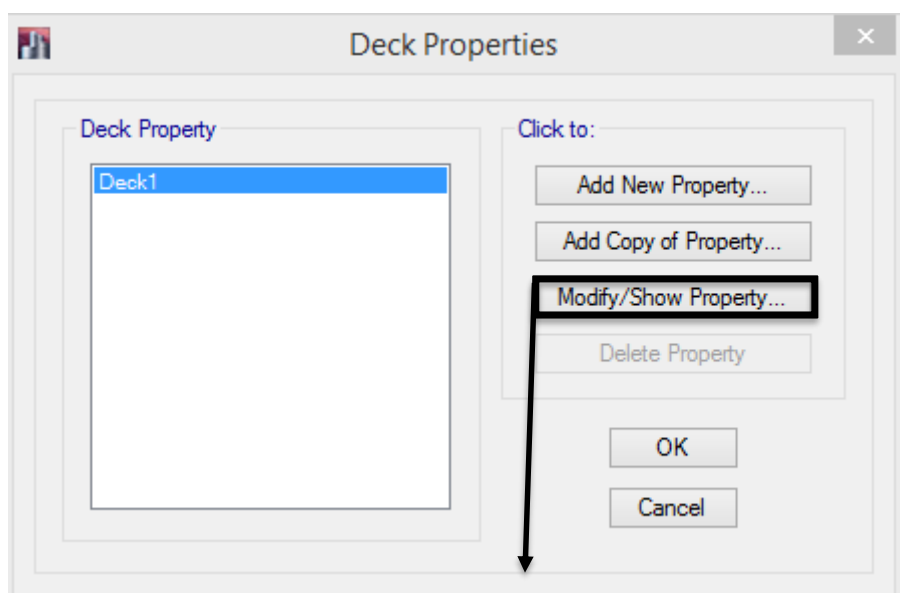 Deck Properties
Deck Property
Deck1
Click to:
Add New Property...
Add Copy of Property...
Modify/Show Property...
Delete Property
OK
Cancel